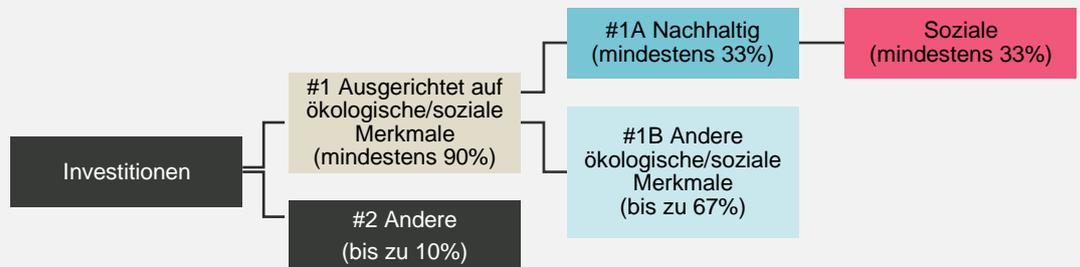 Investitionen
#1 Ausgerichtet auf
ökologische/soziale
Merkmale
(mindestens 90%)
#2 Andere
(bis zu 10%)
#1A Nachhaltig
(mindestens 33%)
#1B Andere
ökologische/soziale
Merkmale
(bis zu 67%)
Soziale
(mindestens 33%)